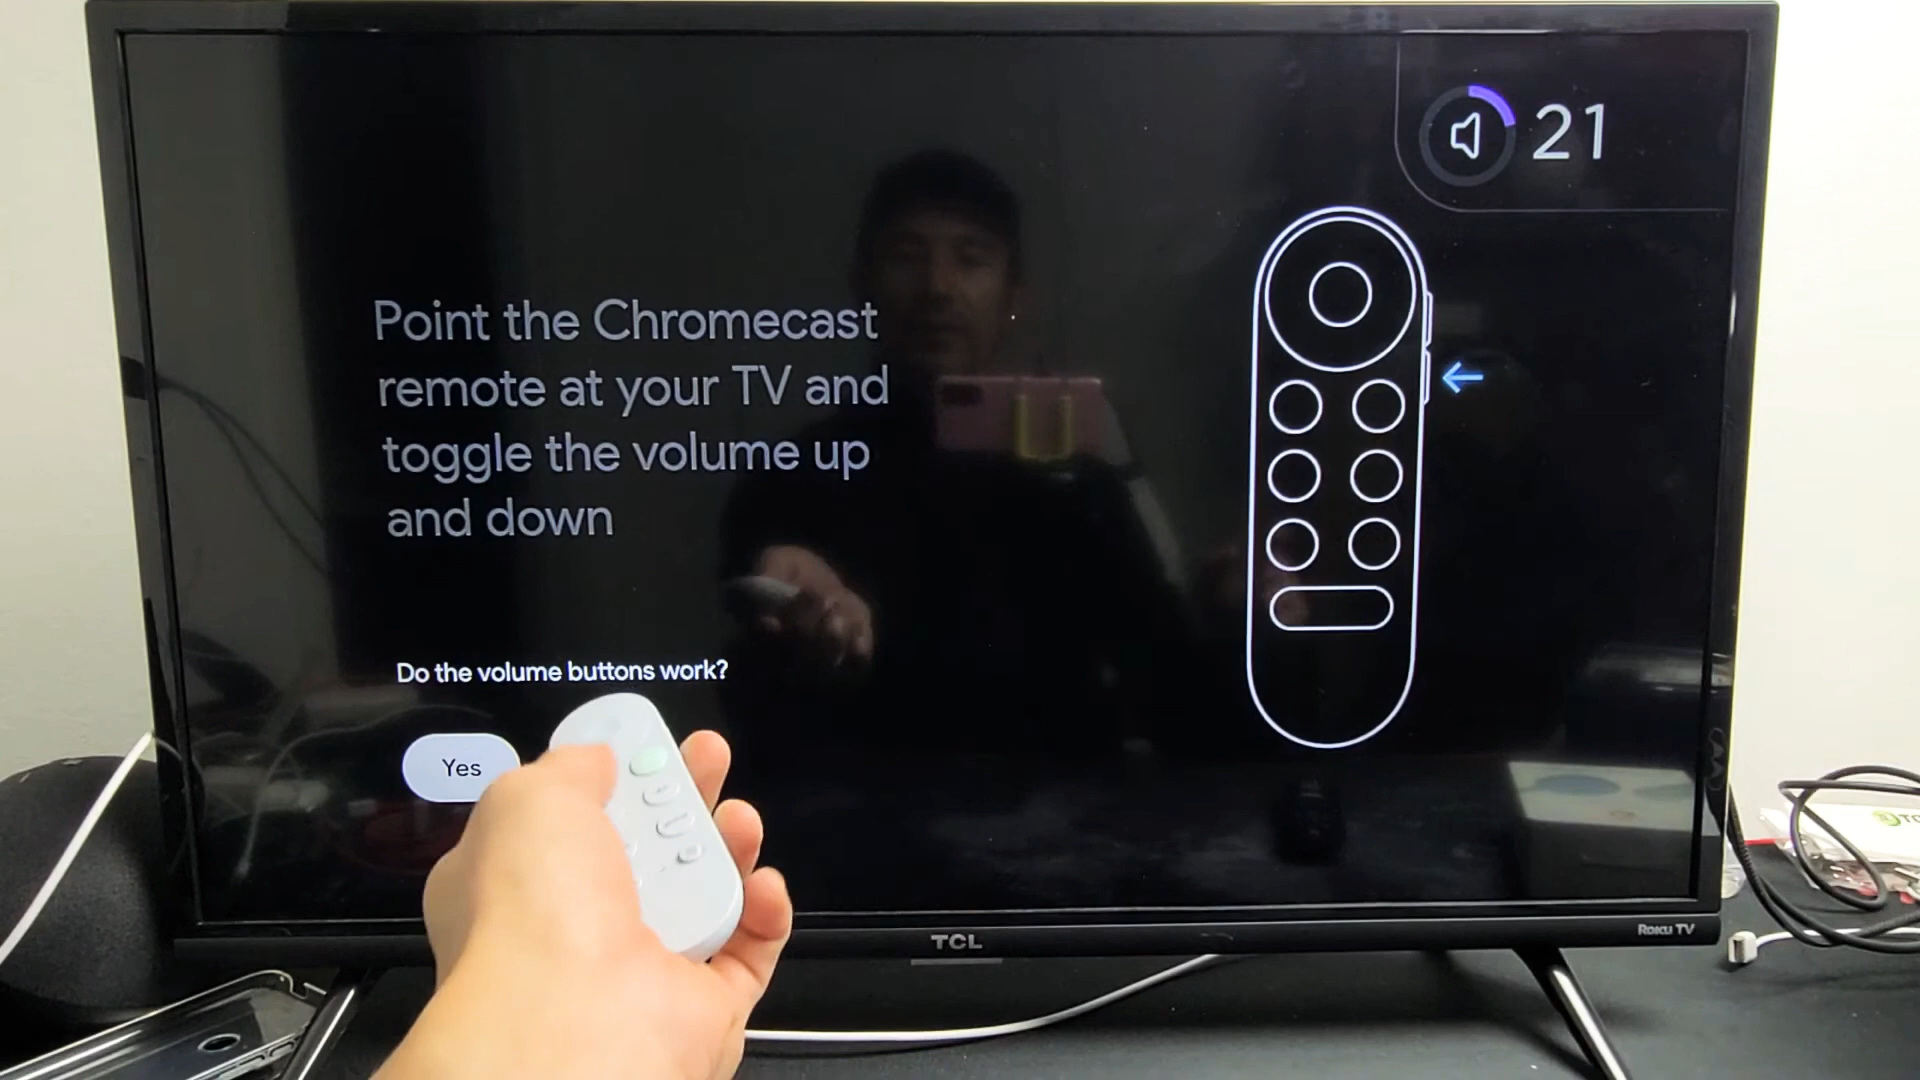 21
Point the Chromecast
remote at your TV and
toggle the volume up
and down
Do the volume buttons work?
Yes
TCL
Roku TV